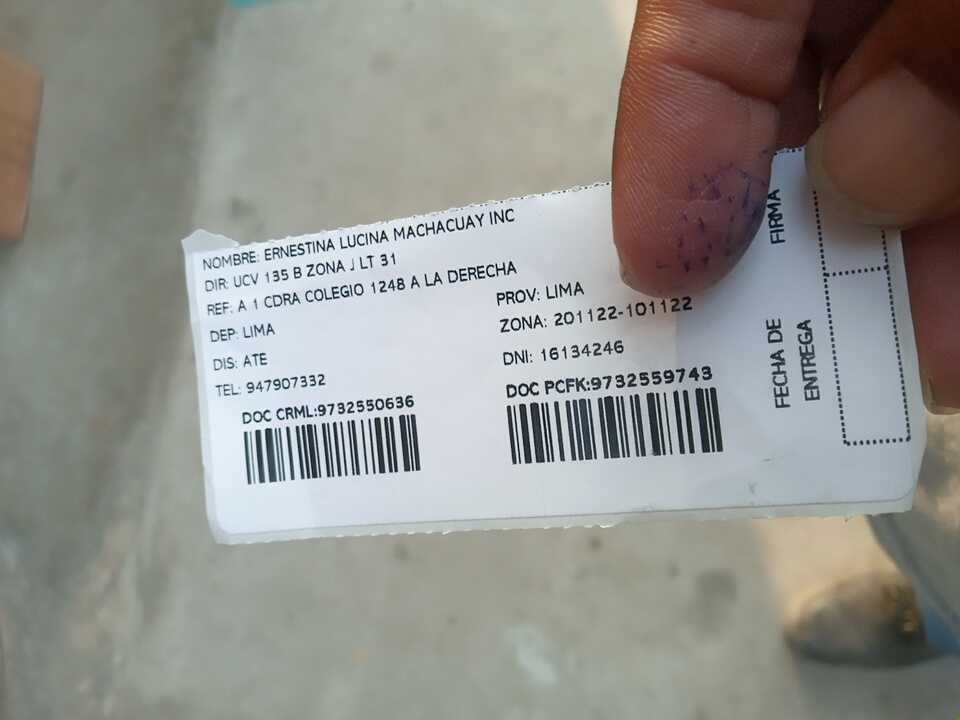 NOMBRE: ERNESTINA LUCINA MACHACUAY INC
DIR: UCV 135 B ZONA J LT 31
REF: A 1 CDRA COLEGIO 1248 A LA DERECHA
DEP: LIMA
PROV: LIMA
ZONA: 201122-101122
DIS: ATE
DNI: 16134246
TEL: 947907332
DOC CRML:9732550636
DOC PCFK:9732559743
FIRMA
FECHA DE
ENTREGA